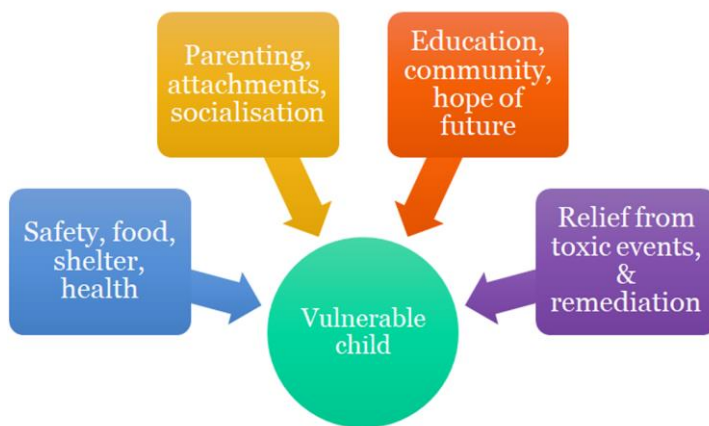 Parenting,
attachments,
socialisation
Education,
community,
hope of
future
Safety, food,
shelter,
health
Relief from
toxic events,
&
remediation
Vulnerable
child